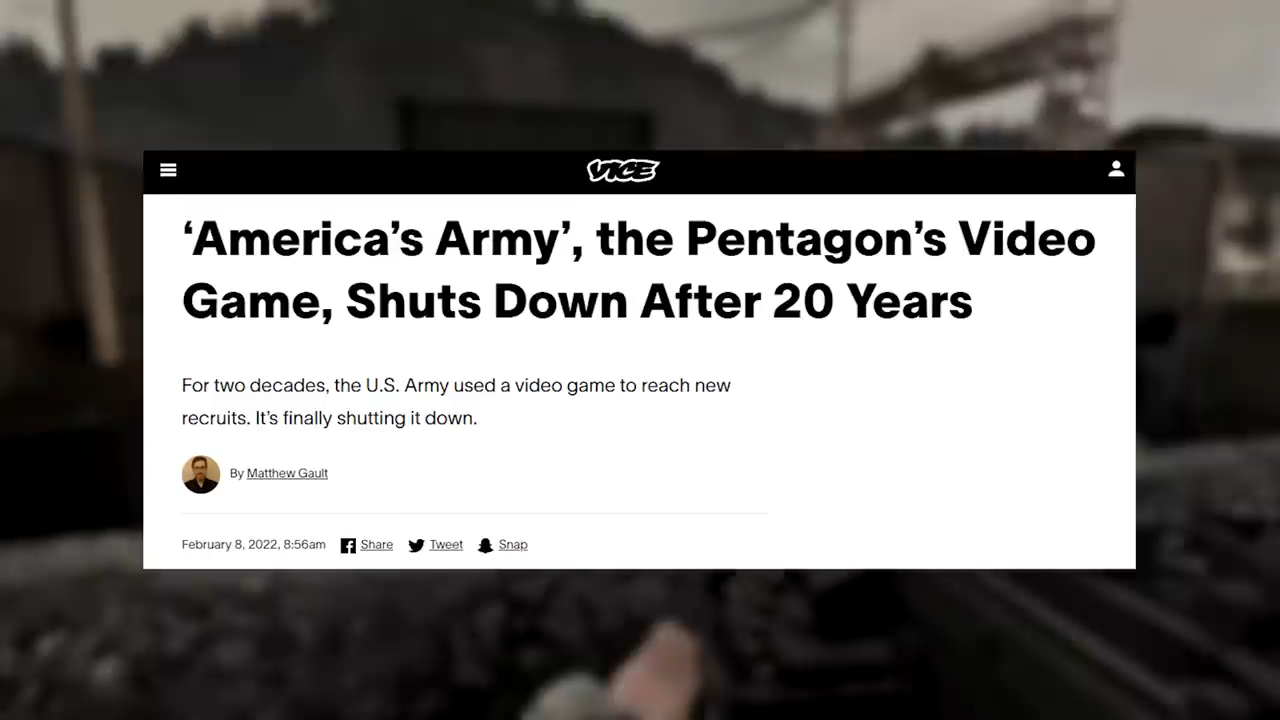 VICE
‘America’s Army’, the Pentagon’s Video
Game, Shuts Down After 20 Years
For two decades, the U.S. Army used a video game to reach new
recruits. It’s finally shutting it down.
By Matthew Gault
February 8, 2022, 8:56am Share Tweet Snap